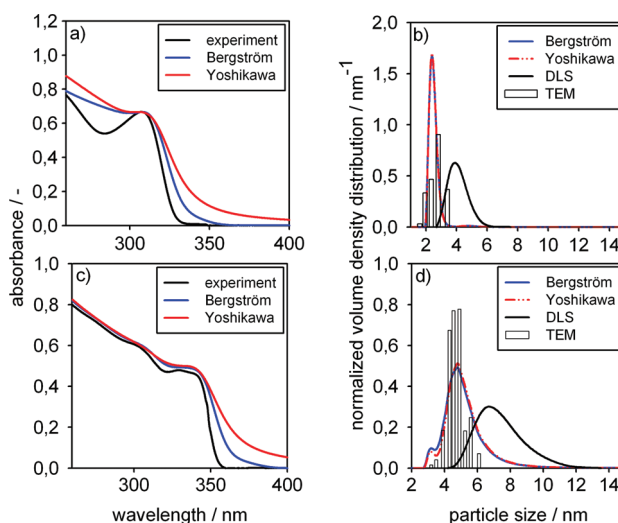 a)
experiment
Bergström
Yoshikawa
1,2
1,0
0,8
0,6
0,4
0,2
0,0
300
350
400
b)
Bergström
Yoshikawa
DLS
TEM
2,0
1,5
1,0
0,5
0,0
2
4
6
8
10
12
14
c)
experiment
Bergström
Yoshikawa
1,0
0,8
0,6
0,4
0,2
0,0
300
350
400
d)
Bergström
Yoshikawa
DLS
TEM
1,0
0,8
0,6
0,4
0,2
0,0
2
4
6
8
10
12
14
absorbance / -
wavelength / nm
normalized volume density distribution / nm⁻¹
particle size / nm